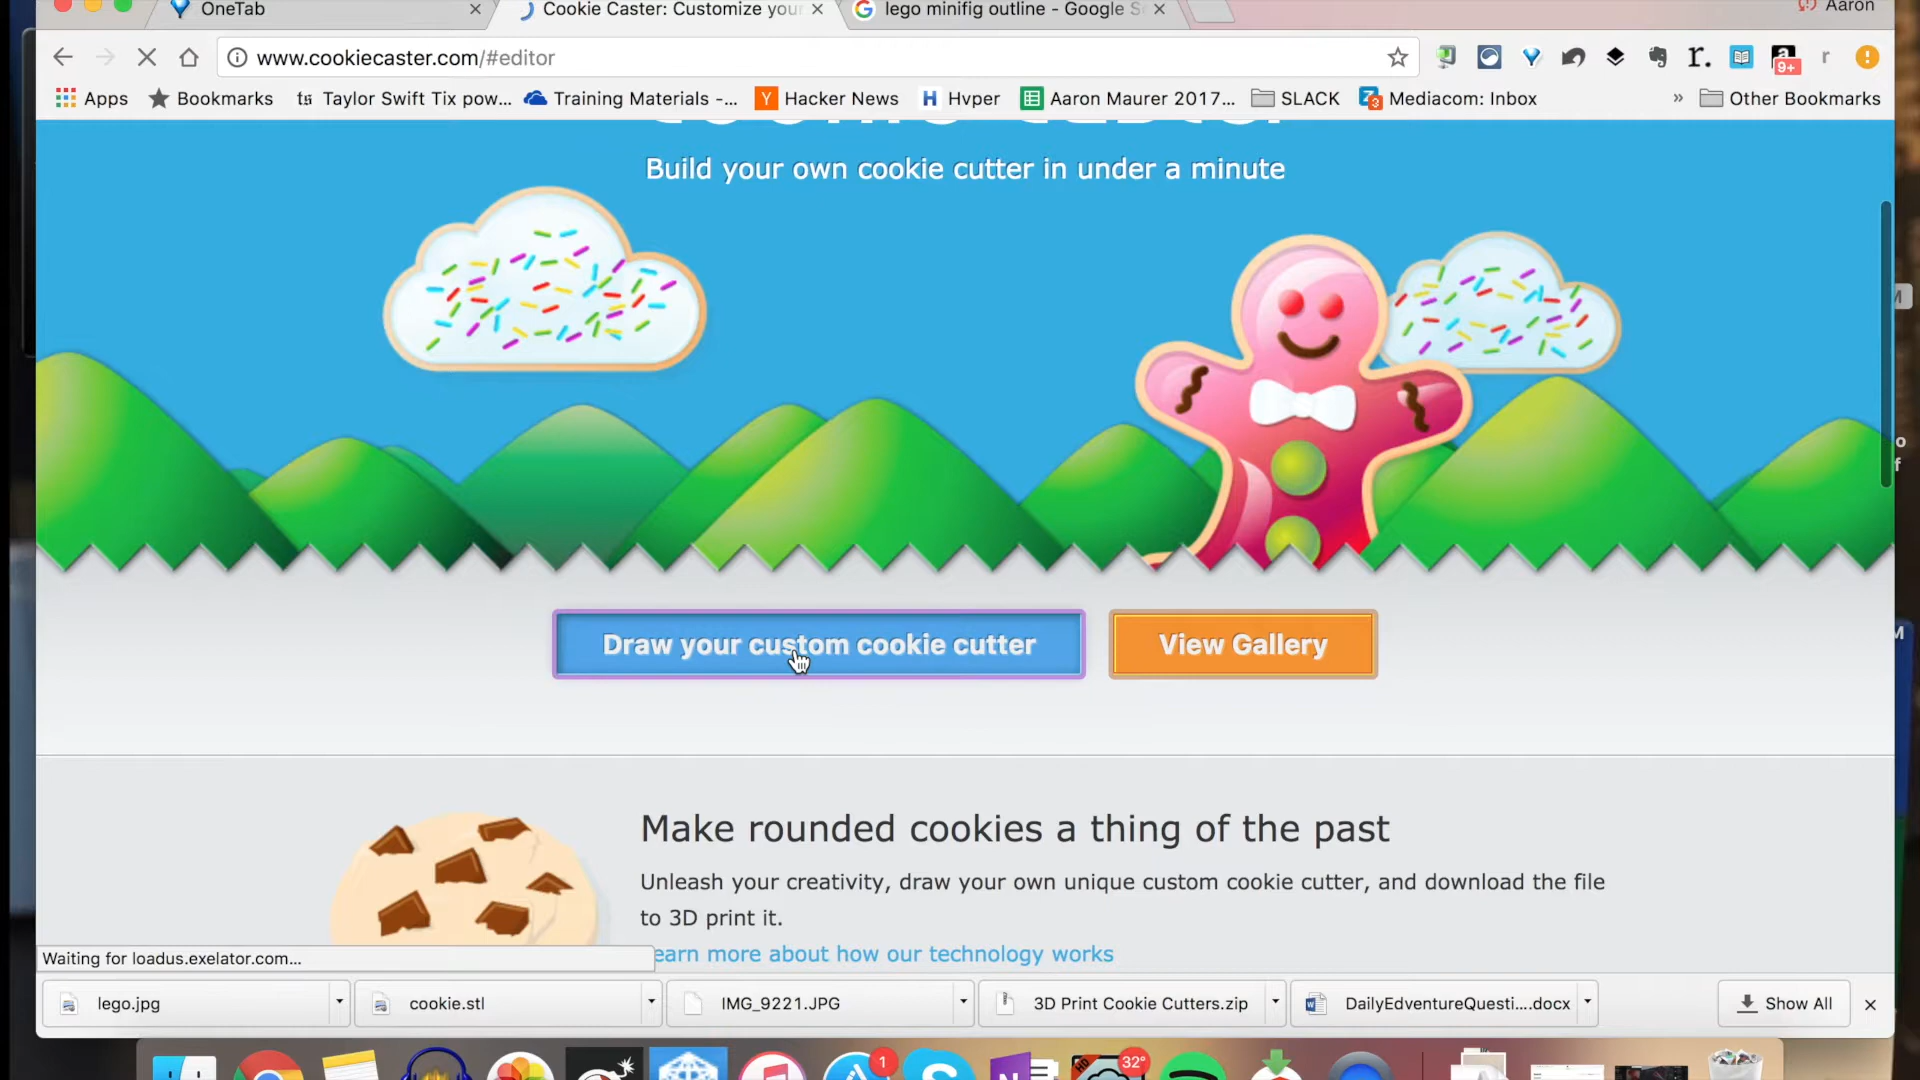 OneTab
Cookie Caster: Customize your
lego minifig outline - Google S
Aaron
www.cookiecaster.com/#editor
r.
9+
r
Apps
Bookmarks
ts Taylor Swift Tix pow...
Training Materials -...
Y Hacker News
H Hvper
Aaron Maurer 2017...
SLACK
Z 3 Mediacom: Inbox
»
Other Bookmarks
Build your own cookie cutter in under a minute
Draw your custom cookie cutter
View Gallery
Make rounded cookies a thing of the past
Unleash your creativity, draw your own unique custom cookie cutter, and download the file
to 3D print it.
earn more about how our technology works
Waiting for loadus.exelator.com...
lego.jpg
cookie.stl
IMG_9221.JPG
3D Print Cookie Cutters.zip
DailyEdventureQuesti....docx
Show All
1
32°